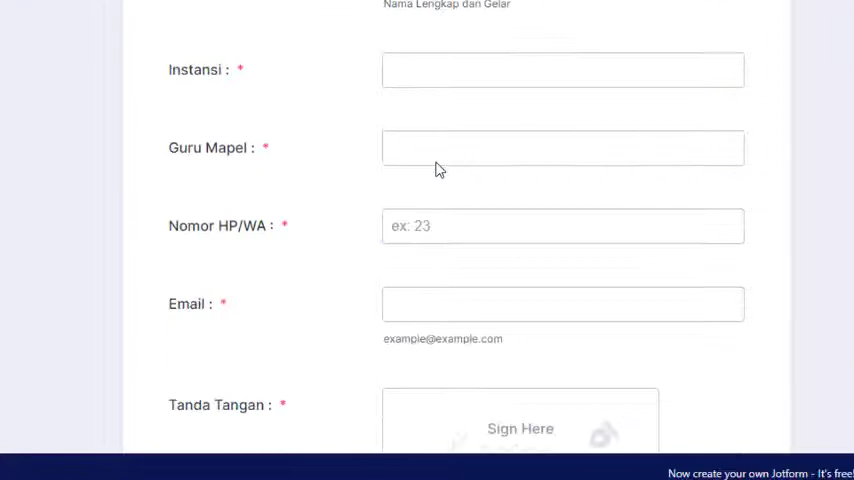 Nama Lengkap dan Gelar
Instansi : *
Guru Mapel : *
Nomor HP/WA : *
ex: 23
Email : *
example@example.com
Tanda Tangan : *
Sign Here
Now create your own Jotform - It's free!